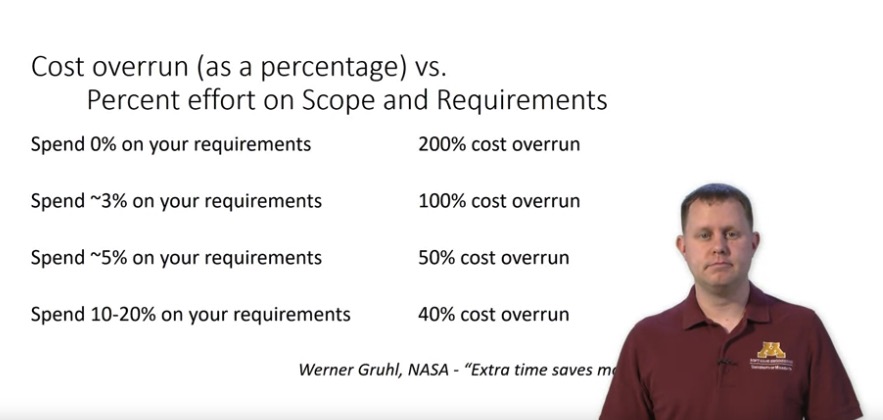 Cost overrun (as a percentage) vs.
Percent effort on Scope and Requirements
Spend 0% on your requirements 200% cost overrun
Spend ~3% on your requirements 100% cost overrun
Spend ~5% on your requirements 50% cost overrun
Spend 10-20% on your requirements 40% cost overrun
Werner Gruhl, NASA - “Extra time saves
M